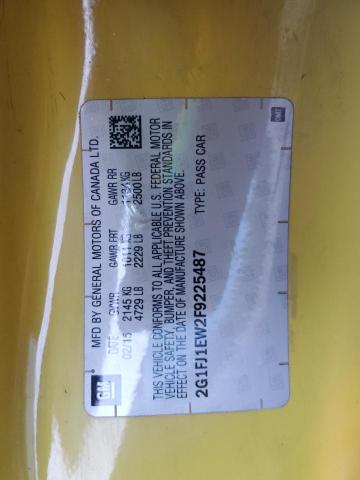 GM
MFD BY GENERAL MOTORS OF CANADA LTD.
DATE GVWR GAWR FRT GAWR RR
02/15 2145 KG 1011 KG 1134 KG
4729 LB 2229 LB 2500 LB
THIS VEHICLE CONFORMS TO ALL APPLICABLE U.S. FEDERAL MOTOR
VEHICLE SAFETY, BUMPER, AND THEFT PREVENTION STANDARDS IN
EFFECT ON THE DATE OF MANUFACTURE SHOWN ABOVE.
2G1FJ1EW2F9225487 TYPE: PASS CAR
GM